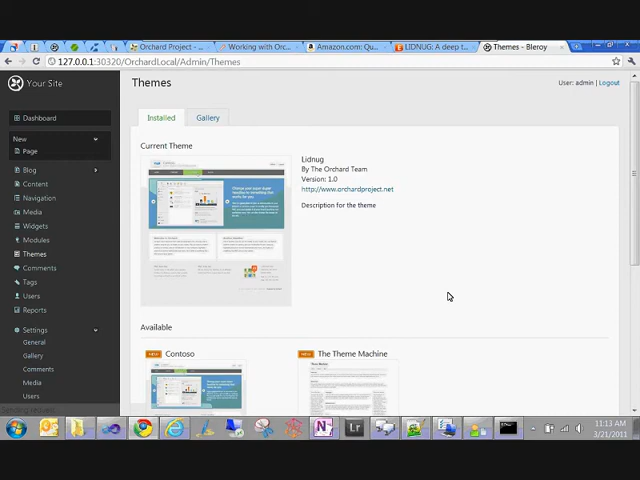 Orchard Project -
Working with Orc
Amazon.com: Qu
LIDNUG: A deep t
Themes - Bleroy
127.0.0.1:30320/OrchardLocal/Admin/Themes
Your Site
Themes
User: admin | Logout
Dashboard
New
Page
Blog
Content
Navigation
Media
Widgets
Modules
Themes
Comments
Tags
Users
Reports
Settings
General
Gallery
Comments
Media
Users
Installed
Gallery
Current Theme
Lidnug
By The Orchard Team
Version: 1.0
http://www.orchardproject.net
Description for the theme
Available
NEW Contoso
NEW The Theme Machine
11:13 AM
3/21/2011